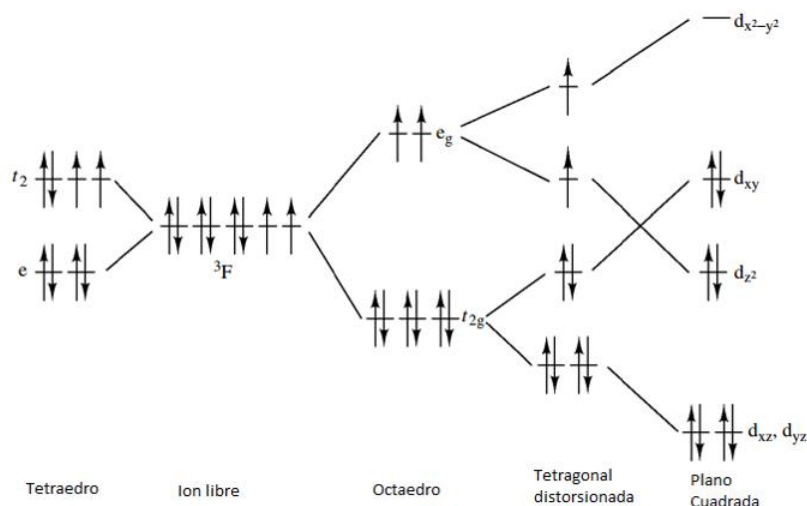 dx²−y²
eg
t2
dxy
e
³F
dz²
t2g
dxz, dyz
Tetraedro
Ion libre
Octaedro
Tetragonal
distorsionada
Plano
Cuadrada